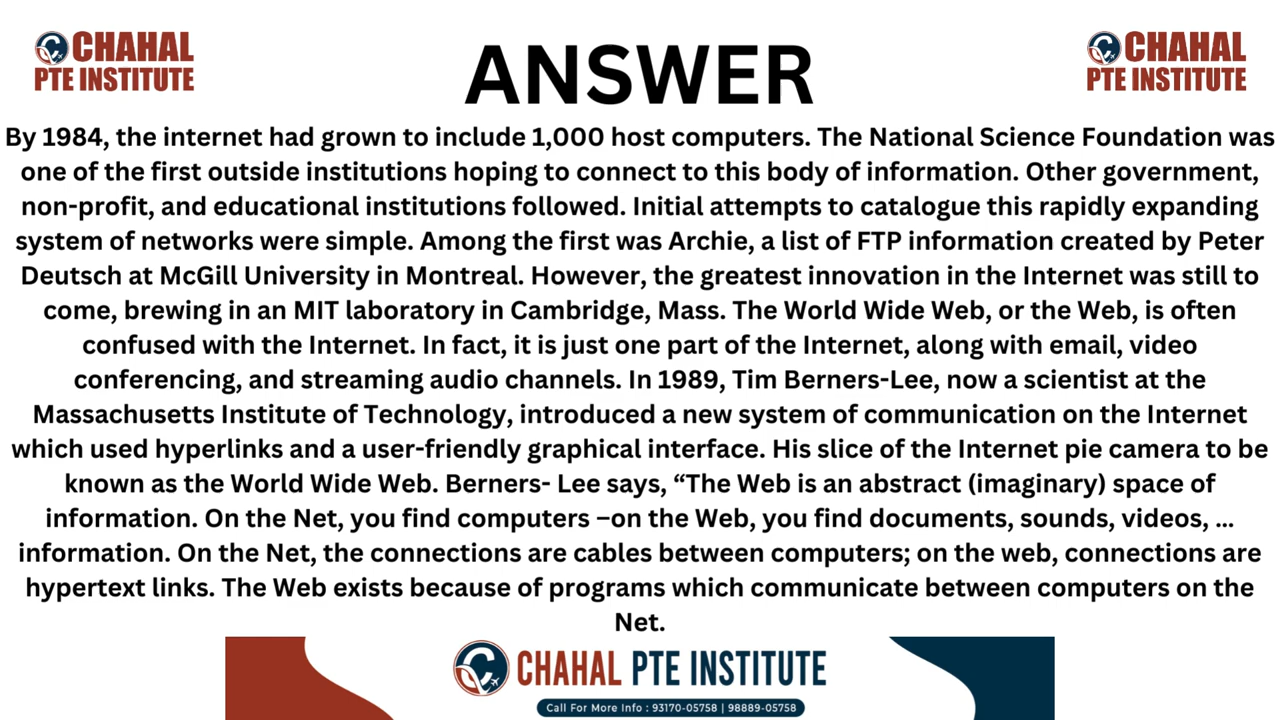 CHAHAL
PTE INSTITUTE
ANSWER
CHAHAL
PTE INSTITUTE
By 1984, the internet had grown to include 1,000 host computers. The National Science Foundation was
one of the first outside institutions hoping to connect to this body of information. Other government,
non-profit, and educational institutions followed. Initial attempts to catalogue this rapidly expanding
system of networks were simple. Among the first was Archie, a list of FTP information created by Peter
Deutsch at McGill University in Montreal. However, the greatest innovation in the Internet was still to
come, brewing in an MIT laboratory in Cambridge, Mass. The World Wide Web, or the Web, is often
confused with the Internet. In fact, it is just one part of the Internet, along with email, video
conferencing, and streaming audio channels. In 1989, Tim Berners-Lee, now a scientist at the
Massachusetts Institute of Technology, introduced a new system of communication on the Internet
which used hyperlinks and a user-friendly graphical interface. His slice of the Internet pie camera to be
known as the World Wide Web. Berners- Lee says, “The Web is an abstract (imaginary) space of
information. On the Net, you find computers –on the Web, you find documents, sounds, videos, ...
information. On the Net, the connections are cables between computers; on the web, connections are
hypertext links. The Web exists because of programs which communicate between computers on the
Net.
CHAHAL PTE INSTITUTE
Call For More Info : 93170-05758 | 98889-05758